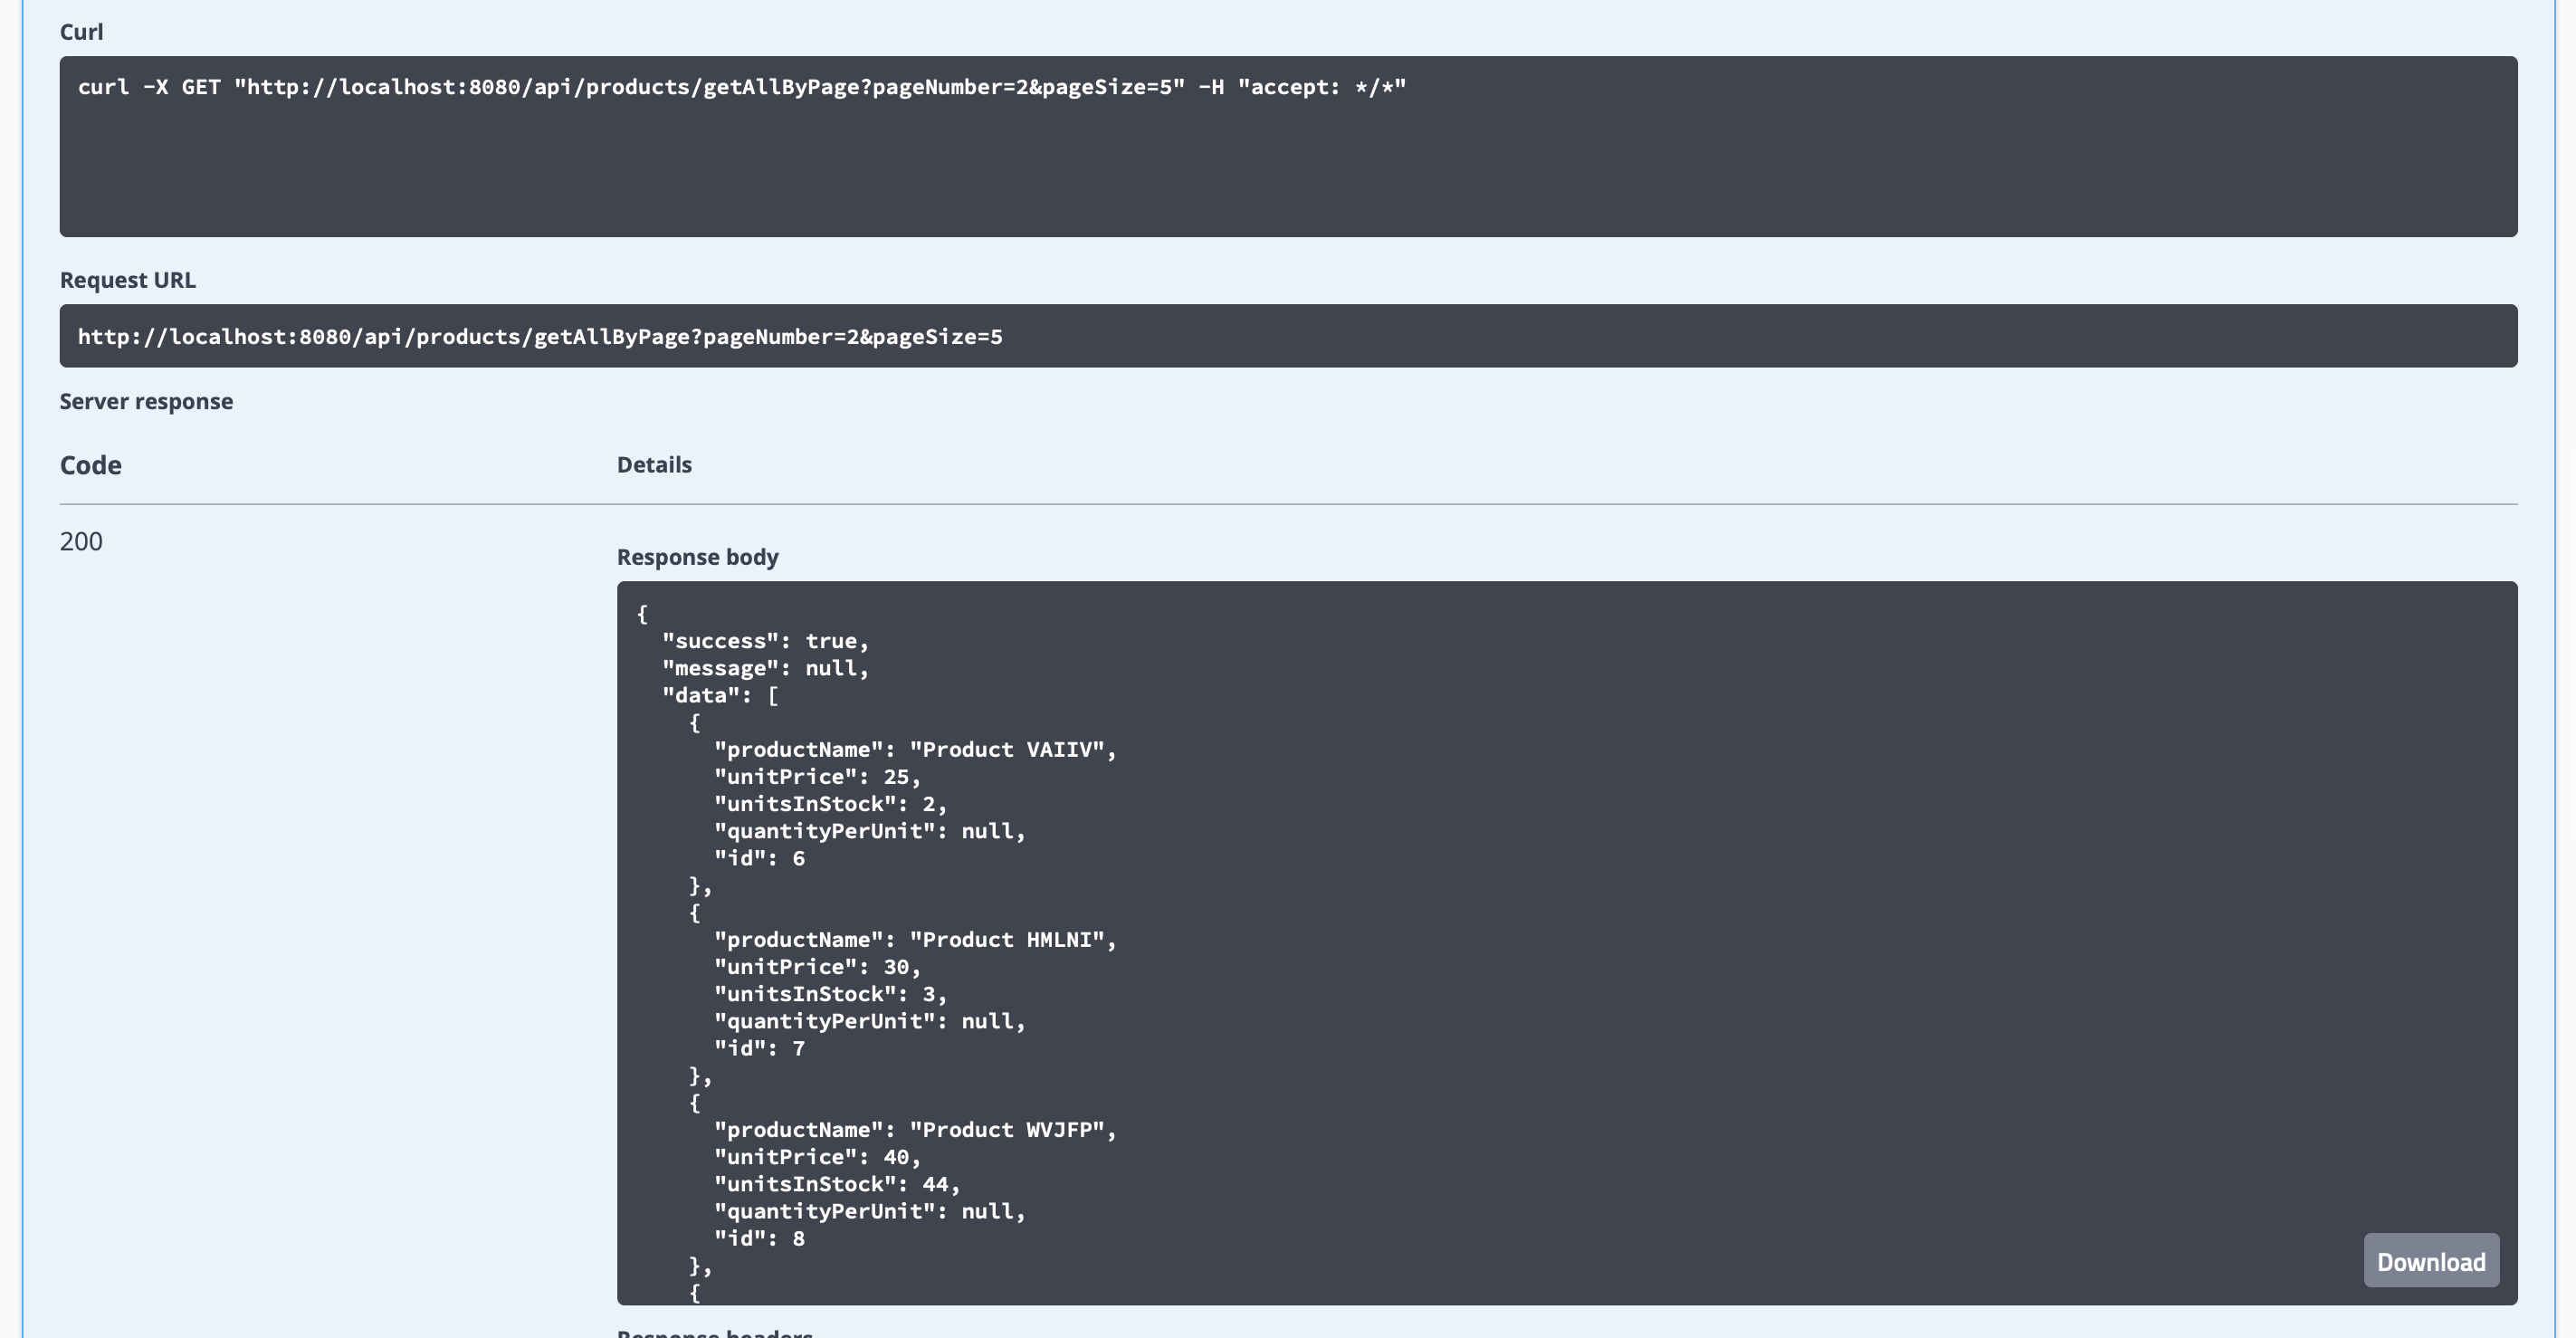 Curl
curl -X GET "http://localhost:8080/api/products/getAllByPage?pageNumber=2&pageSize=5" -H "accept: */*"
Request URL
http://localhost:8080/api/products/getAllByPage?pageNumber=2&pageSize=5
Server response
Code Details
200
Response body
{
  "success": true,
  "message": null,
  "data": [
    {
      "productName": "Product VAIIV",
      "unitPrice": 25,
      "unitsInStock": 2,
      "quantityPerUnit": null,
      "id": 6
    },
    {
      "productName": "Product HMLNI",
      "unitPrice": 30,
      "unitsInStock": 3,
      "quantityPerUnit": null,
      "id": 7
    },
    {
      "productName": "Product WVJFP",
      "unitPrice": 40,
      "unitsInStock": 44,
      "quantityPerUnit": null,
      "id": 8
    },
    {
Download
Response headers